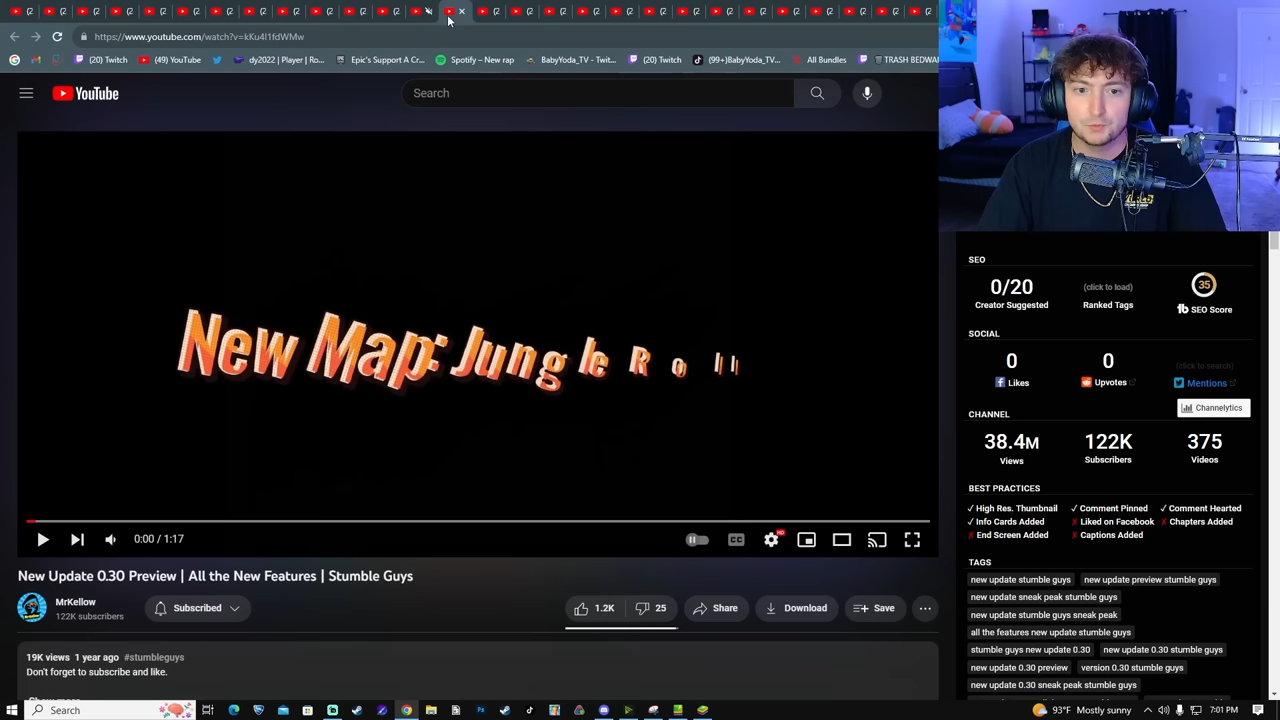 https://www.youtube.com/watch?v=kKu4l1fdWMw
(20) Twitch
(49) YouTube
dy2022 | Player | Ro...
Epic's Support A Cr...
Spotify – New rap
BabyYoda_TV - Twit...
(20) Twitch
(99+)BabyYoda_TV...
All Bundles
TRASH BEDWA
YouTube
Search
New Map: Jungle Roll
0:00 / 1:17
HD
New Update 0.30 Preview | All the New Features | Stumble Guys
MrKellow
122K subscribers
Subscribed
1.2K
25
Share
Download
Save
19K views 1 year ago #stumbleguys
Don't forget to subscribe and like.
SEO
0/20
Creator Suggested
(click to load)
Ranked Tags
35
tb SEO Score
SOCIAL
0
Likes
0
Upvotes
(click to search)
Mentions
Channelytics
CHANNEL
38.4M
Views
122K
Subscribers
375
Videos
BEST PRACTICES
✓ High Res. Thumbnail
✓ Comment Pinned
✓ Comment Hearted
✓ Info Cards Added
✗ Liked on Facebook
✗ Chapters Added
✗ End Screen Added
✗ Captions Added
TAGS
new update stumble guys
new update preview stumble guys
new update sneak peak stumble guys
new update stumble guys sneak peak
all the features new update stumble guys
stumble guys new update 0.30
new update 0.30 stumble guys
new update 0.30 preview
version 0.30 stumble guys
new update 0.30 sneak peak stumble guys
Search
93°F Mostly sunny
7:01 PM